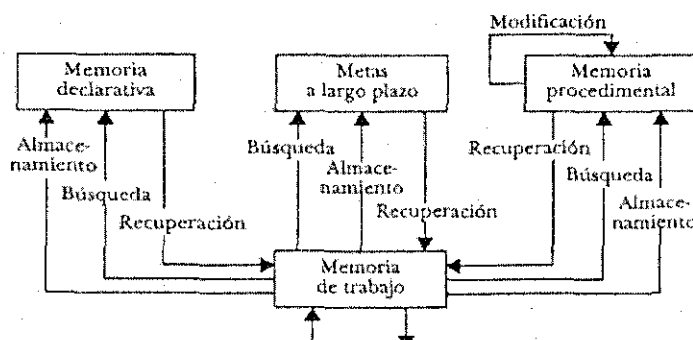 Modificación
Memoria
declarativa
Metas
a largo plazo
Memoria
procedimental
Almace-
namiento
Búsqueda
Recuperación
Búsqueda
Almace-
namiento
Recuperación
Recuperación
Búsqueda
Almace-
namiento
Memoria
de trabajo